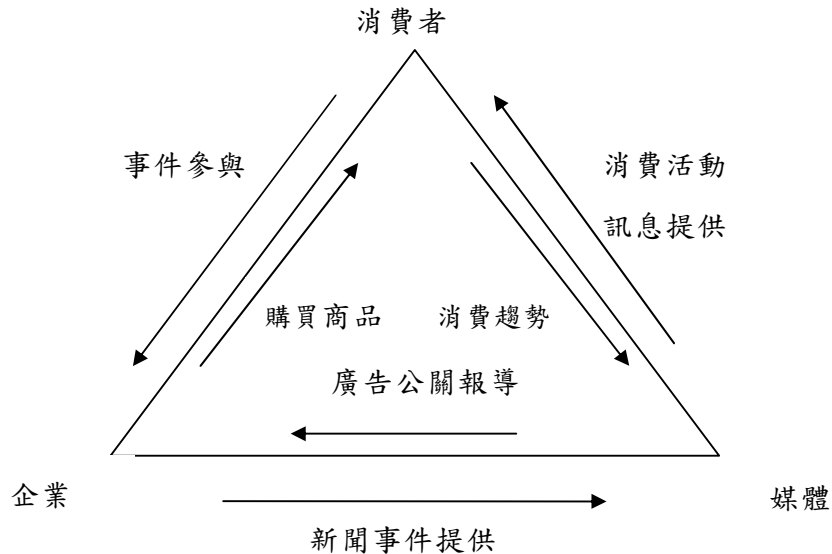 消費者
事件參與
消費活動
訊息提供
購買商品
消費趨勢
廣告公關報導
企業
媒體
新聞事件提供